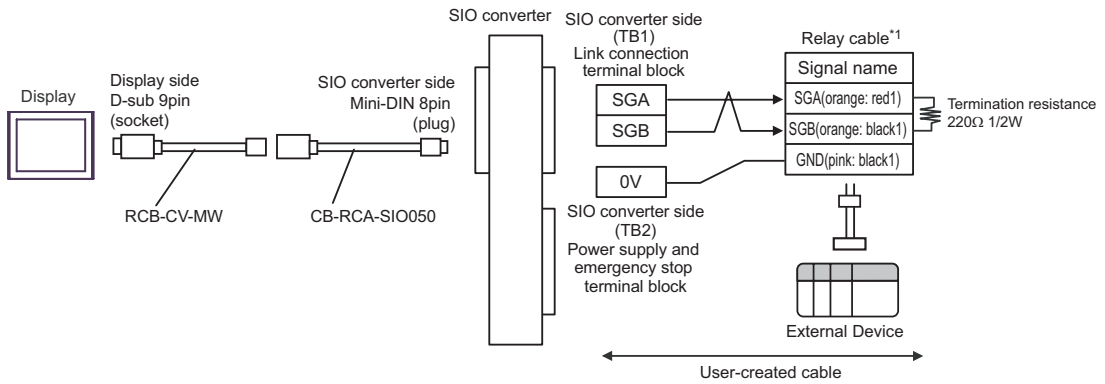 SIO converter
SIO converter side
(TB1)
Link connection
terminal block
Relay cable*1
Signal name
Display
Display side
D-sub 9pin
(socket)
SIO converter side
Mini-DIN 8pin
(plug)
SGA
SGB
SGA(orange: red1)
SGB(orange: black1)
GND(pink: black1)
Termination resistance
220Ω 1/2W
0V
RCB-CV-MW
CB-RCA-SIO050
SIO converter side
(TB2)
Power supply and
emergency stop
terminal block
External Device
User-created cable